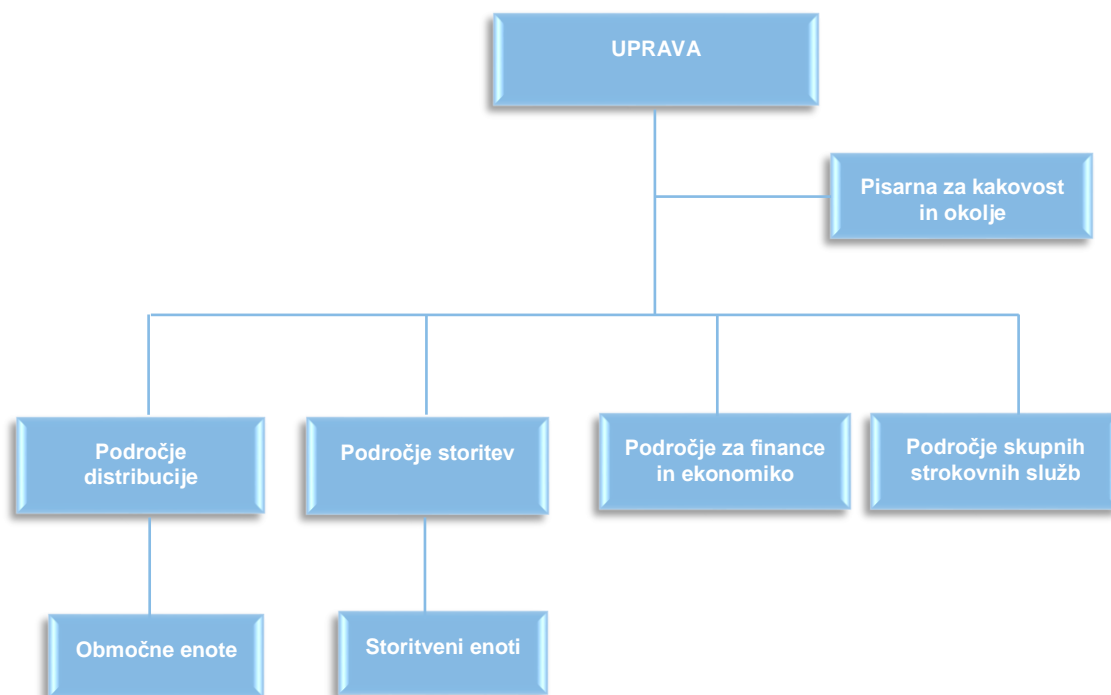 UPRAVA
Pisarna za kakovost
in okolje
Področje
distribucije
Področje storitev
Področje za finance
in ekonomiko
Področje skupnih
strokovnih služb
Območne enote
Storitveni enoti